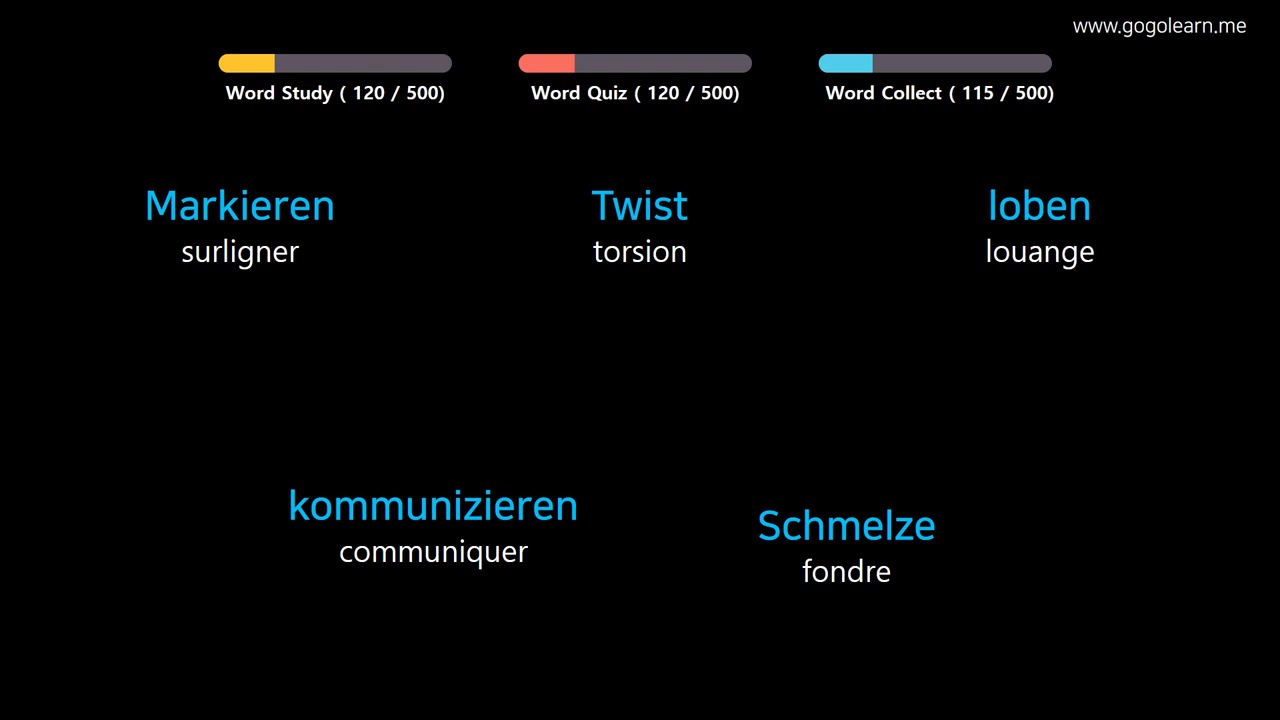 www.gogolearn.me
Word Study ( 120 / 500)
Word Quiz ( 120 / 500)
Word Collect ( 115 / 500)
Markieren
surligner
Twist
torsion
loben
louange
kommunizieren
communiquer
Schmelze
fondre